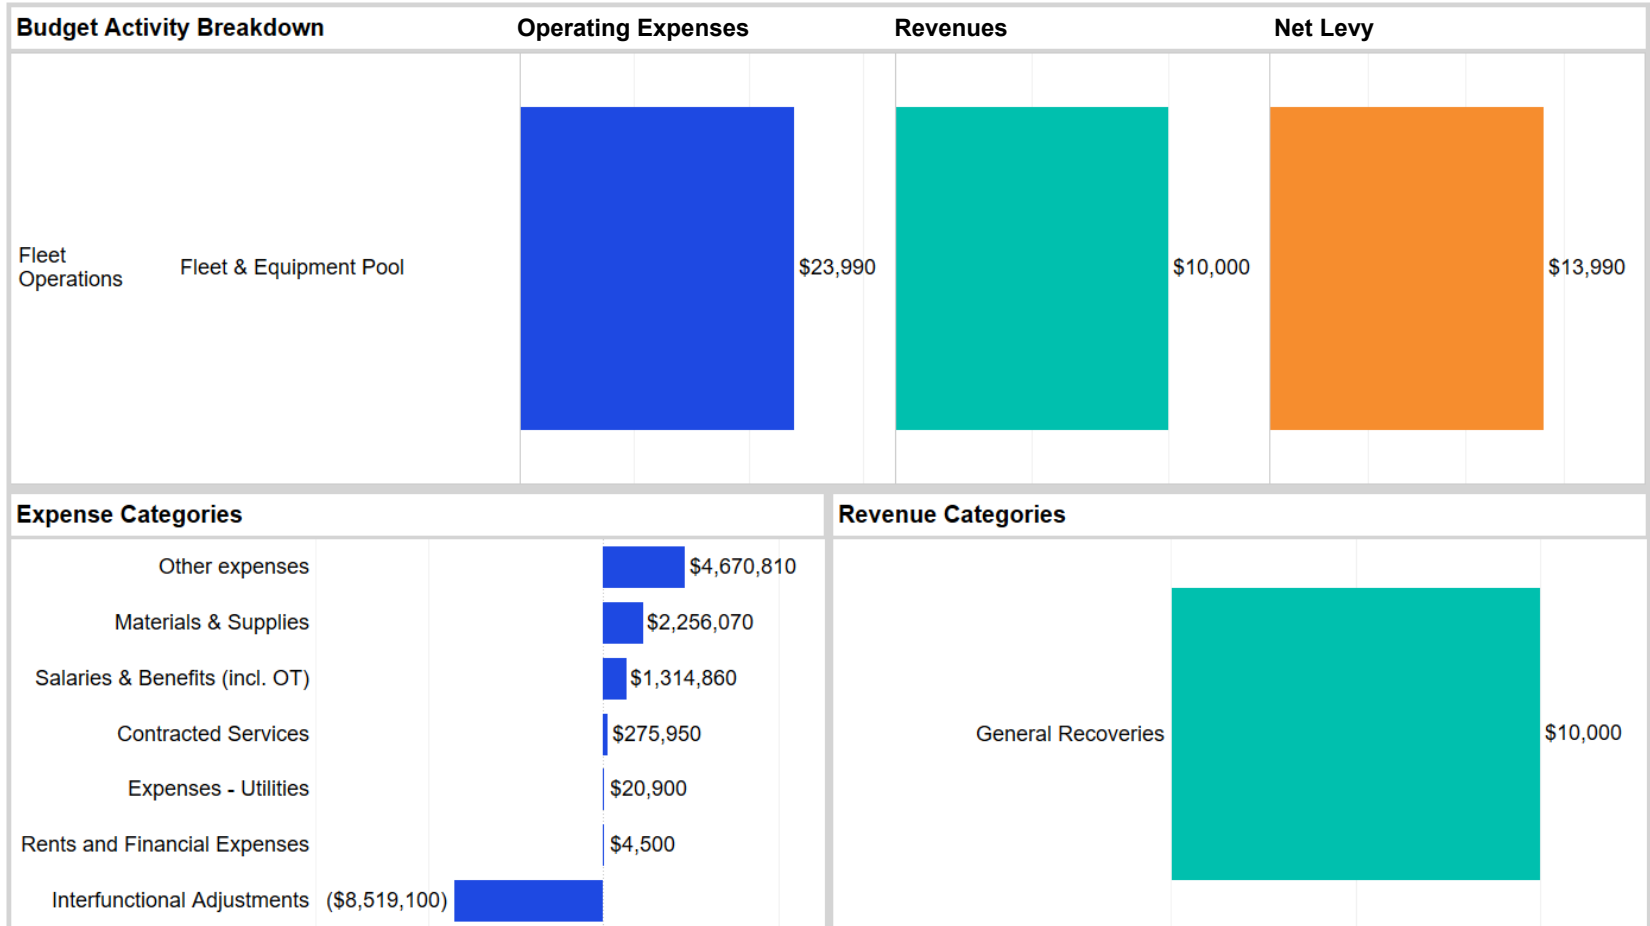 Budget Activity Breakdown Operating Expenses Revenues Net Levy
Fleet
Operations
Fleet & Equipment Pool $23,990 $10,000 $13,990
Expense Categories
Other expenses $4,670,810
Materials & Supplies $2,256,070
Salaries & Benefits (incl. OT) $1,314,860
Contracted Services $275,950
Expenses - Utilities $20,900
Rents and Financial Expenses $4,500
Interfunctional Adjustments ($8,519,100)
Revenue Categories
General Recoveries $10,000